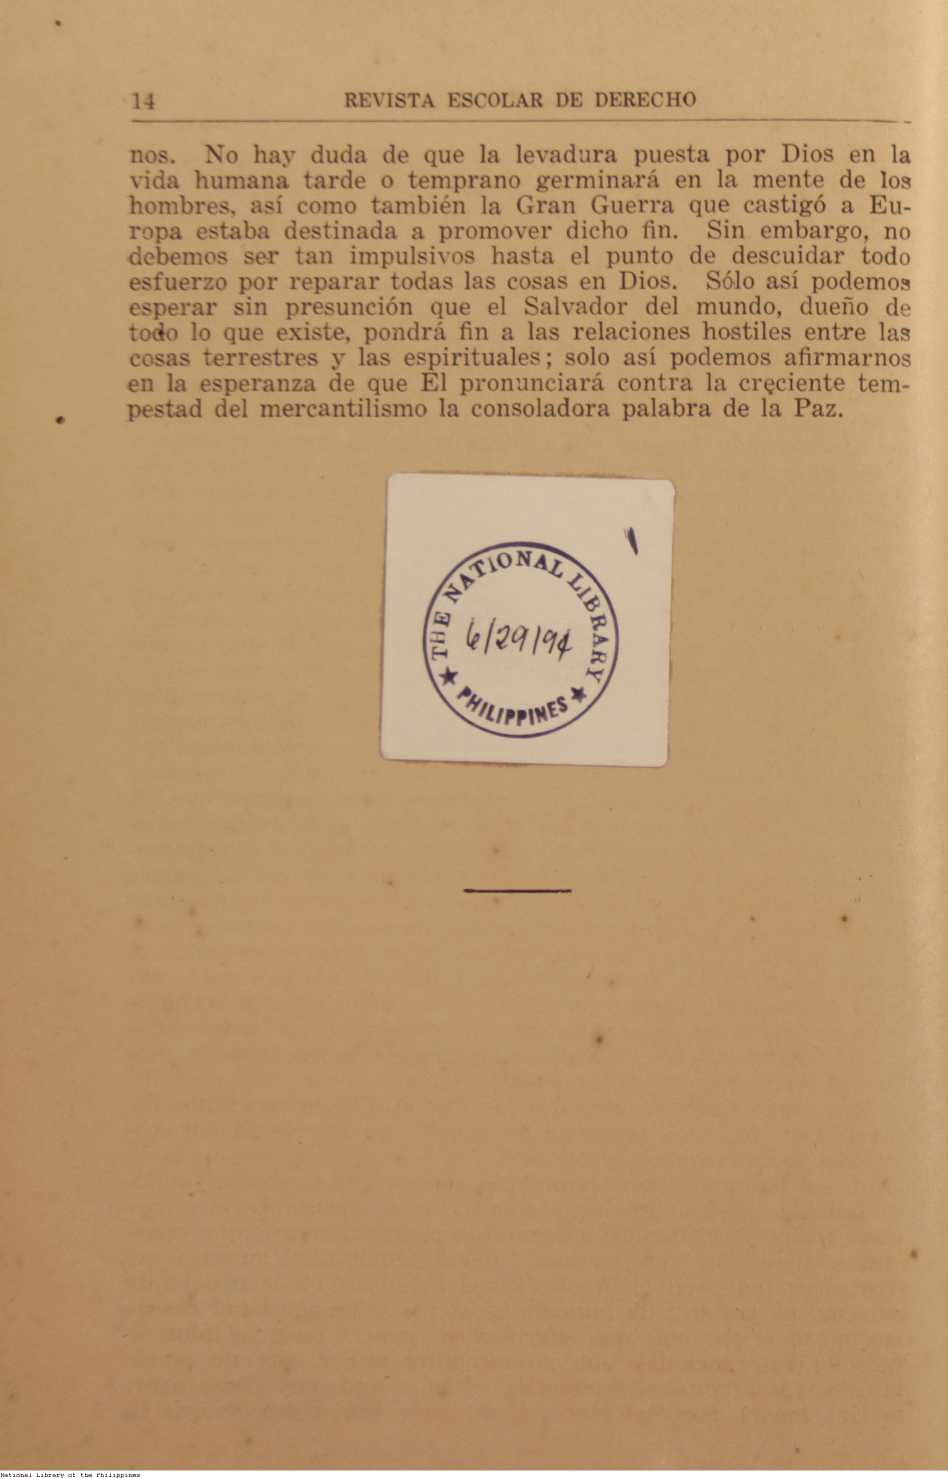 14 REVISTA ESCOLAR DE DERECHO
nos. No hay duda de que la levadura puesta por Dios en la
vida humana tarde o temprano germinará en la mente de los
hombres, así como también la Gran Guerra que castigó a Eu-
ropa estaba destinada a promover dicho fin. Sin embargo, no
debemos ser tan impulsivos hasta el punto de descuidar todo
esfuerzo por reparar todas las cosas en Dios. Sólo así podemos
esperar sin presunción que el Salvador del mundo, dueño de
todo lo que existe, pondrá fin a las relaciones hostiles entre las
cosas terrestres y las espirituales; solo así podemos afirmarnos
en la esperanza de que El pronunciará contra la creciente tem-
pestad del mercantilismo la consoladora palabra de la Paz.
THE NATIONAL LIBRARY
6/29/94
PHILIPPINES
National Library of the Philippines